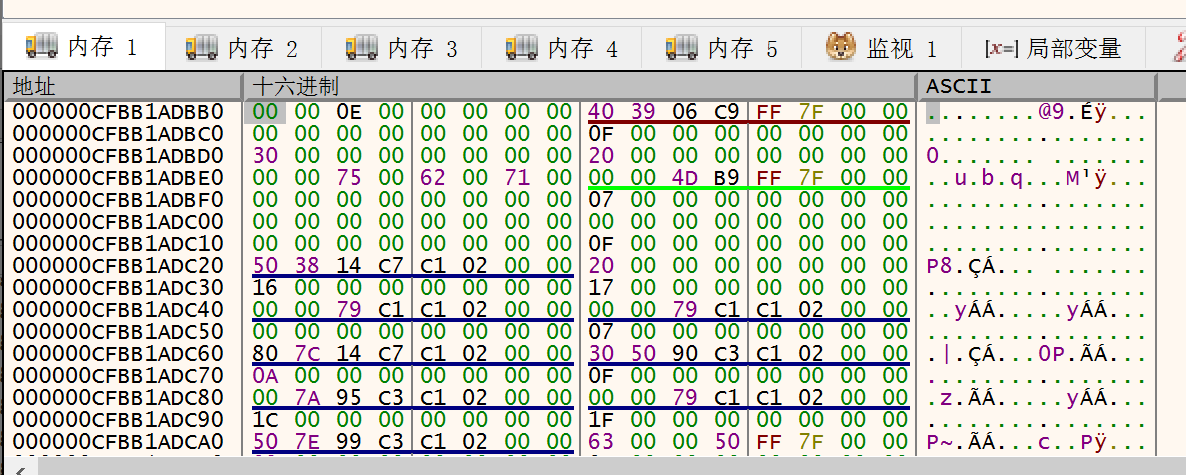 内存 1 内存 2 内存 3 内存 4 内存 5 监视 1 [x=] 局部变量
地址 十六进制 ASCII
000000CFBB1ADBB0 00 00 0E 00 00 00 00 00 40 39 06 C9 FF 7F 00 00 ........@9.Éÿ...
000000CFBB1ADBC0 00 00 00 00 00 00 00 00 0F 00 00 00 00 00 00 00 ................
000000CFBB1ADBD0 30 00 00 00 00 00 00 00 20 00 00 00 00 00 00 00 0....... .......
000000CFBB1ADBE0 00 00 75 00 62 00 71 00 00 00 4D B9 FF 7F 00 00 ..u.b.q...M¹ÿ...
000000CFBB1ADBF0 00 00 00 00 00 00 00 00 07 00 00 00 00 00 00 00 ................
000000CFBB1ADC00 00 00 00 00 00 00 00 00 00 00 00 00 00 00 00 00 ................
000000CFBB1ADC10 00 00 00 00 00 00 00 00 0F 00 00 00 00 00 00 00 ................
000000CFBB1ADC20 50 38 14 C7 C1 02 00 00 20 00 00 00 00 00 00 00 P8.ÇÁ... .......
000000CFBB1ADC30 16 00 00 00 00 00 00 00 17 00 00 00 00 00 00 00 ................
000000CFBB1ADC40 00 00 79 C1 C1 02 00 00 00 00 79 C1 C1 02 00 00 ..yÁÁ.....yÁÁ...
000000CFBB1ADC50 00 00 00 00 00 00 00 00 07 00 00 00 00 00 00 00 ................
000000CFBB1ADC60 80 7C 14 C7 C1 02 00 00 30 50 90 C3 C1 02 00 00 .|.ÇÁ...0P.ÃÁ...
000000CFBB1ADC70 0A 00 00 00 00 00 00 00 0F 00 00 00 00 00 00 00 ................
000000CFBB1ADC80 00 7A 95 C3 C1 02 00 00 00 00 79 C1 C1 02 00 00 .z.ÃÁ.....yÁÁ...
000000CFBB1ADC90 1C 00 00 00 00 00 00 00 1F 00 00 00 00 00 00 00 ................
000000CFBB1ADCA0 50 7E 99 C3 C1 02 00 00 63 00 00 50 FF 7F 00 00 P~.ÃÁ...c..Pÿ...